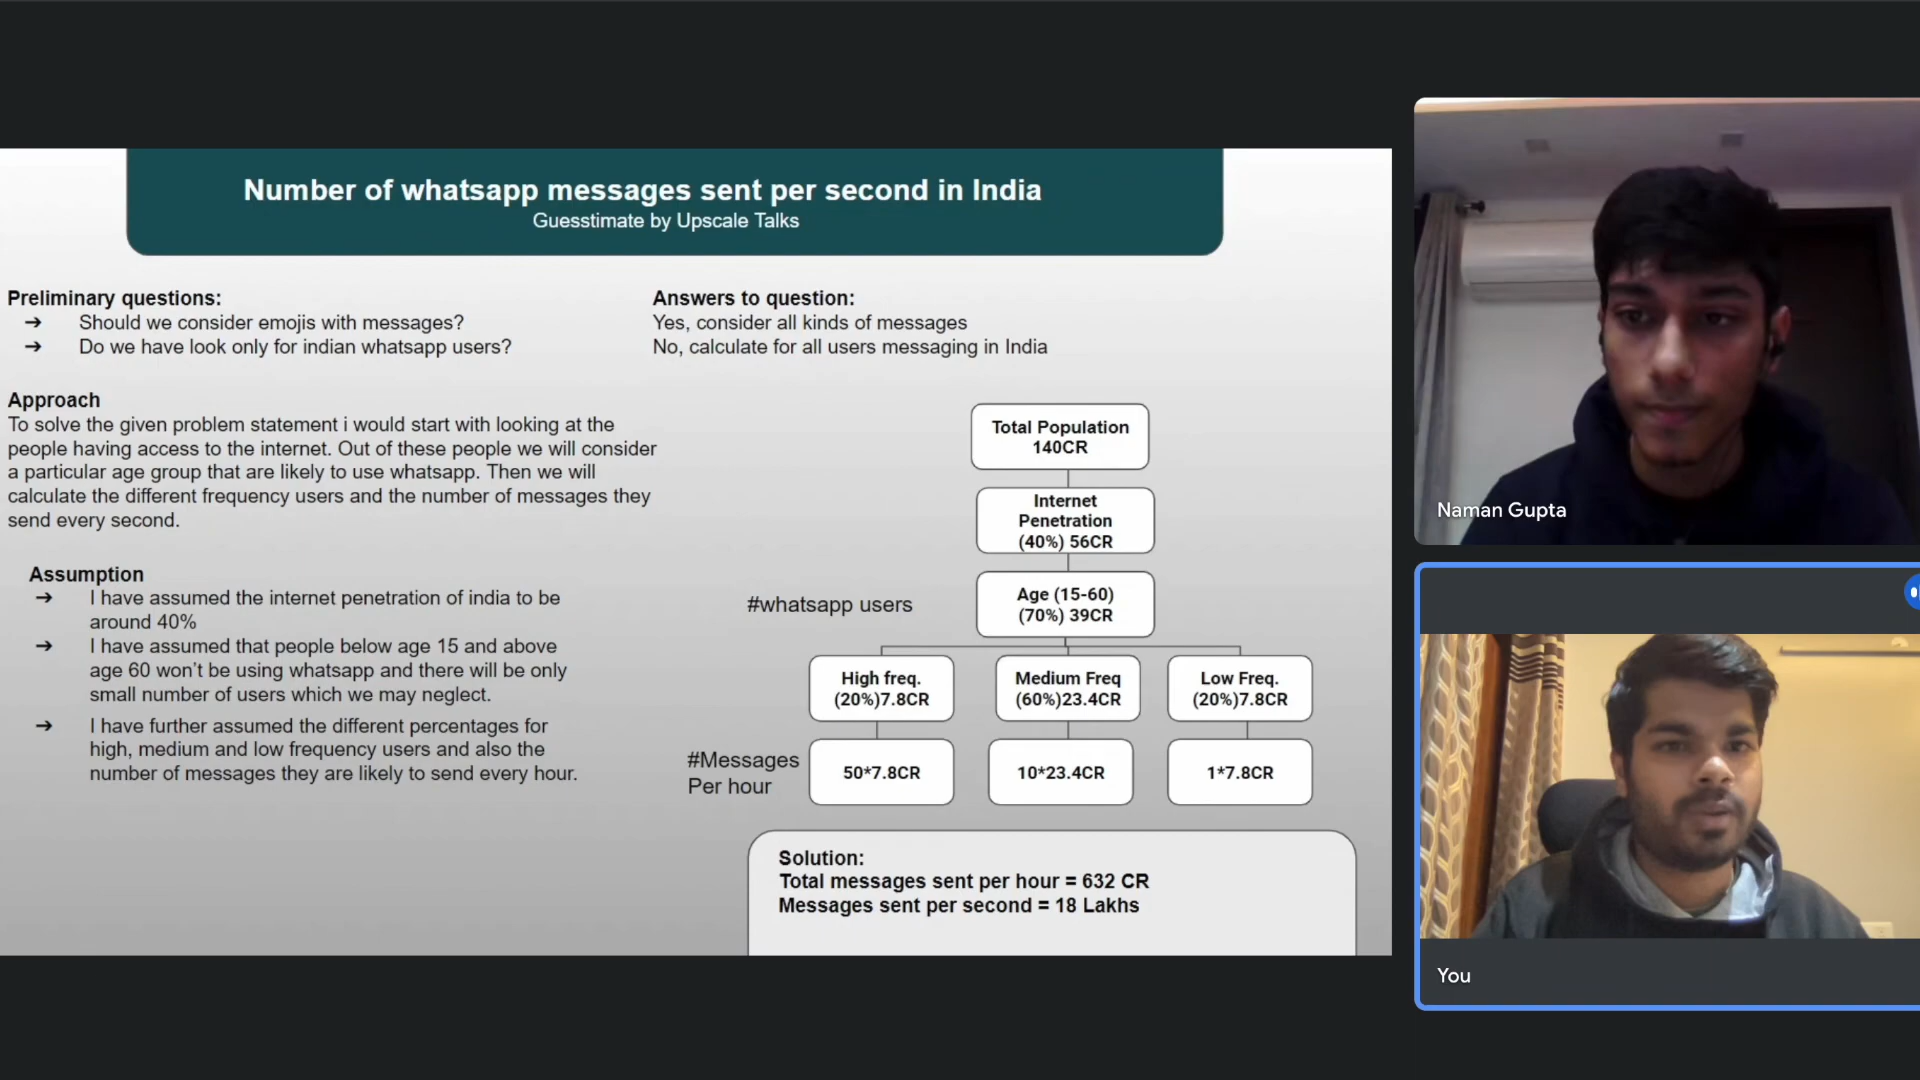 Number of whatsapp messages sent per second in India
Guesstimate by Upscale Talks
Preliminary questions:
➔ Should we consider emojis with messages?
➔ Do we have look only for indian whatsapp users?
Answers to question:
Yes, consider all kinds of messages
No, calculate for all users messaging in India
Approach
To solve the given problem statement i would start with looking at the
people having access to the internet. Out of these people we will consider
a particular age group that are likely to use whatsapp. Then we will
calculate the different frequency users and the number of messages they
send every second.
Assumption
➔ I have assumed the internet penetration of india to be
around 40%
➔ I have assumed that people below age 15 and above
age 60 won't be using whatsapp and there will be only
small number of users which we may neglect.
➔ I have further assumed the different percentages for
high, medium and low frequency users and also the
number of messages they are likely to send every hour.
Total Population
140CR
Internet
Penetration
(40%) 56CR
#whatsapp users
Age (15-60)
(70%) 39CR
High freq.
(20%)7.8CR
Medium Freq
(60%)23.4CR
Low Freq.
(20%)7.8CR
#Messages
Per hour
50*7.8CR
10*23.4CR
1*7.8CR
Solution:
Total messages sent per hour = 632 CR
Messages sent per second = 18 Lakhs
Naman Gupta
You